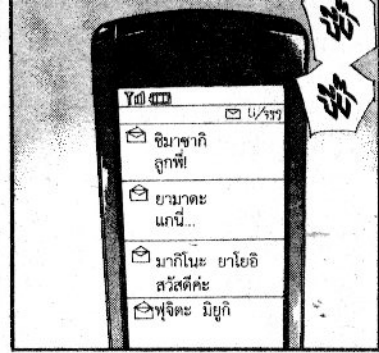 ชิมาซากิ
ลูกพี่!
ยามาดะ
แกนี่...
มากิโนะ ยาโยอิ
สวัสดีค่ะ
ฟุจิตะ มิยูกิ